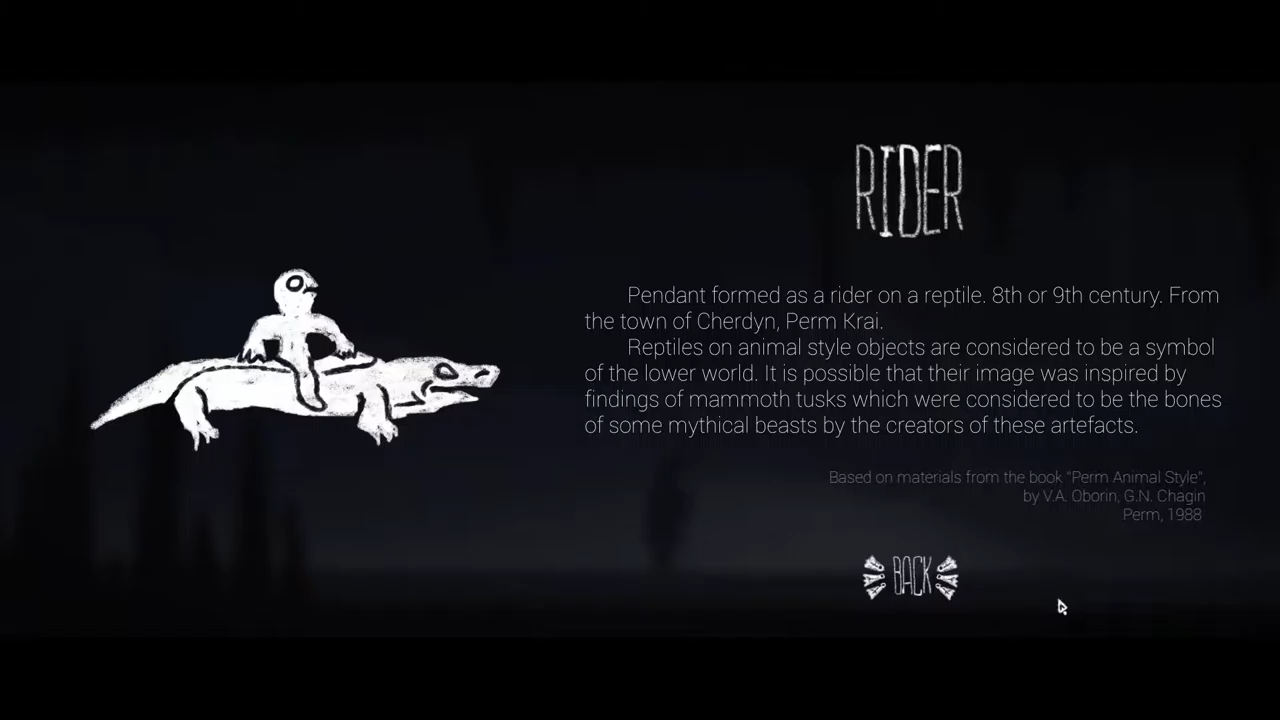 RIDER
Pendant formed as a rider on a reptile. 8th or 9th century. From
the town of Cherdyn, Perm Krai.
Reptiles on animal style objects are considered to be a symbol
of the lower world. It is possible that their image was inspired by
findings of mammoth tusks which were considered to be the bones
of some mythical beasts by the creators of these artefacts.
Based on materials from the book "Perm Animal Style",
by V.A. Oborin, G.N. Chagin
Perm, 1988
BACK